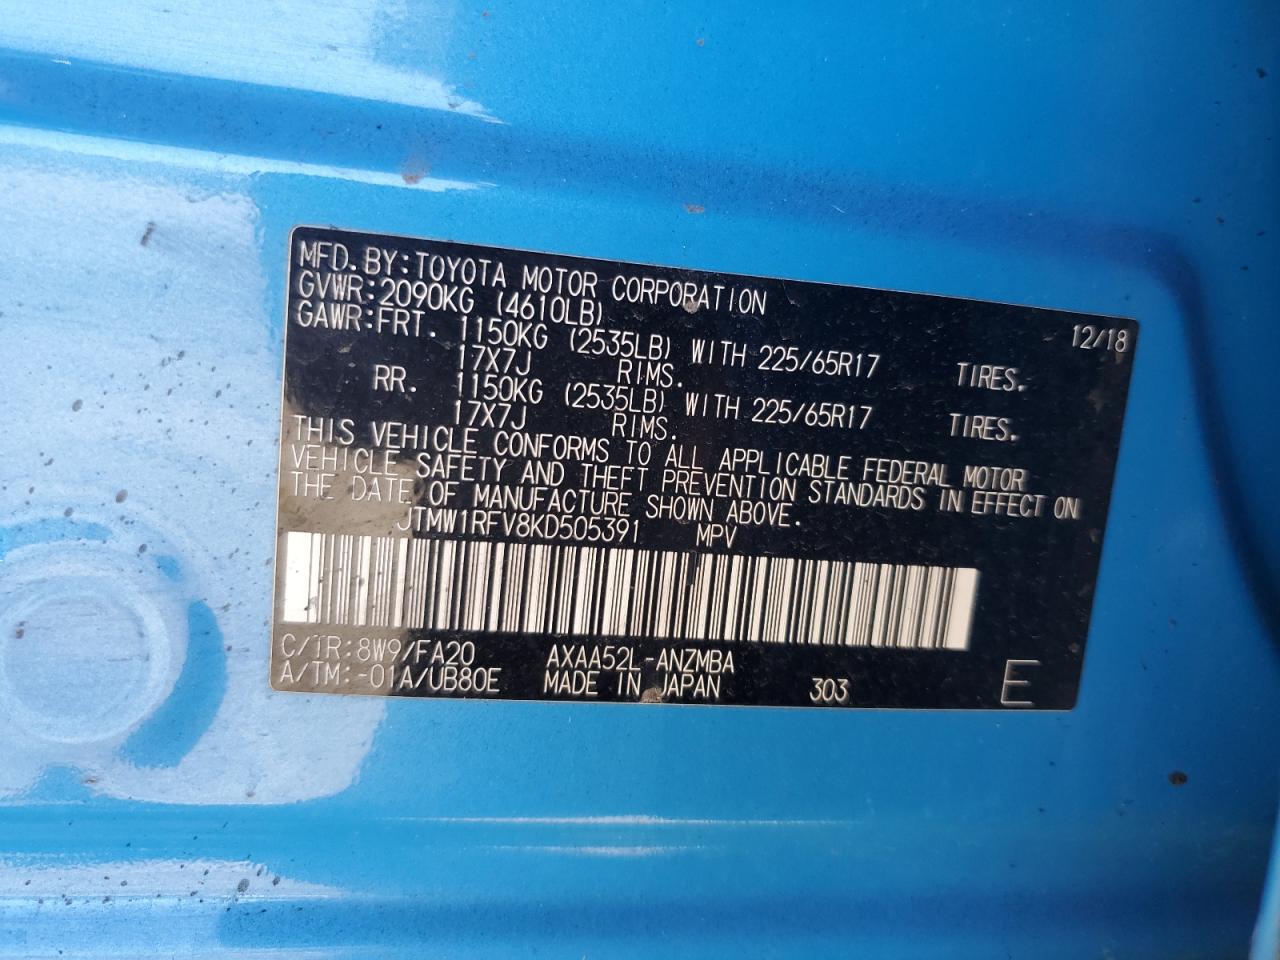 MFD.BY:TOYOTA MOTOR CORPORATION 12/18
GVWR:2090KG (4610LB)
GAWR:FRT. 1150KG (2535LB) WITH 225/65R17 TIRES.
17X7J RIMS.
RR. 1150KG (2535LB) WITH 225/65R17 TIRES.
17X7J RIMS.
THIS VEHICLE CONFORMS TO ALL APPLICABLE FEDERAL MOTOR
VEHICLE SAFETY AND THEFT PREVENTION STANDARDS IN EFFECT ON
THE DATE OF MANUFACTURE SHOWN ABOVE.
JTMW1RFV8KD505391 MPV
C/TR:8W9/FA20 AXAA52L-ANZMBA
A/TM:-01A/UB80E MADE IN JAPAN 303 E